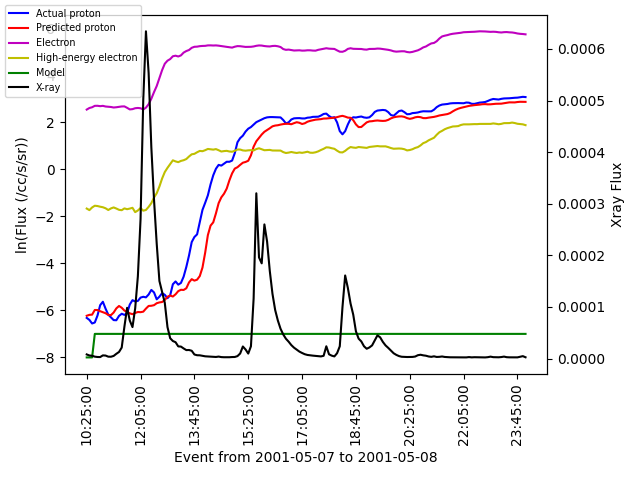 Actual proton
Predicted proton
Electron
High-energy electron
Model
X-ray
2
0
−2
−4
−6
−8
ln(Flux (/cc/s/sr))
0.0006
0.0005
0.0004
0.0003
0.0002
0.0001
0.0000
Xray Flux
10:25:00
12:05:00
13:45:00
15:25:00
17:05:00
18:45:00
20:25:00
22:05:00
23:45:00
Event from 2001-05-07 to 2001-05-08